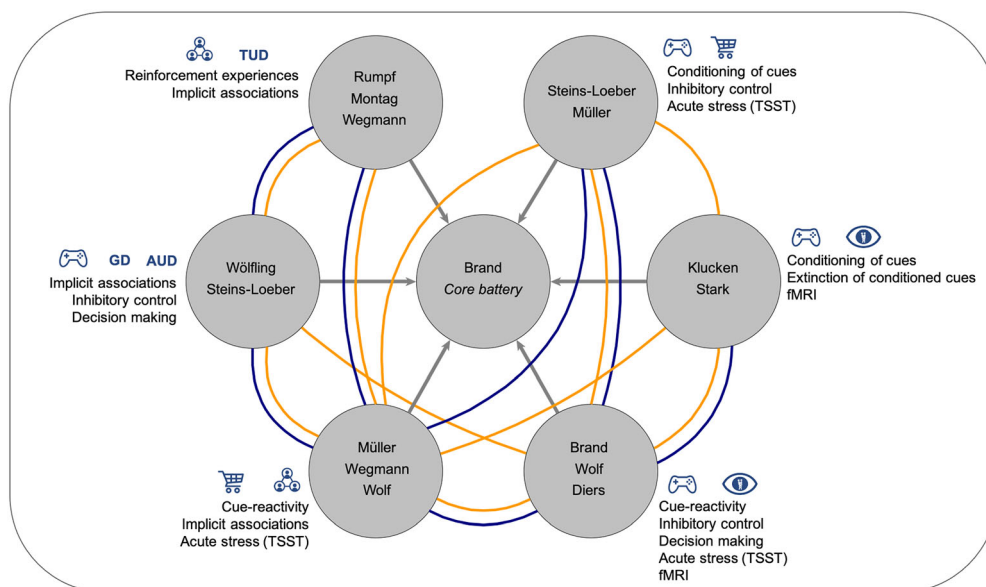 TUD
Reinforcement experiences
Implicit associations
Rumpf
Montag
Wegmann
Steins-Loeber
Müller
Conditioning of cues
Inhibitory control
Acute stress (TSST)
GD AUD
Implicit associations
Inhibitory control
Decision making
Wölfling
Steins-Loeber
Brand
Core battery
Klucken
Stark
Conditioning of cues
Extinction of conditioned cues
fMRI
Cue-reactivity
Implicit associations
Acute stress (TSST)
Müller
Wegmann
Wolf
Brand
Wolf
Diers
Cue-reactivity
Inhibitory control
Decision making
Acute stress (TSST)
fMRI